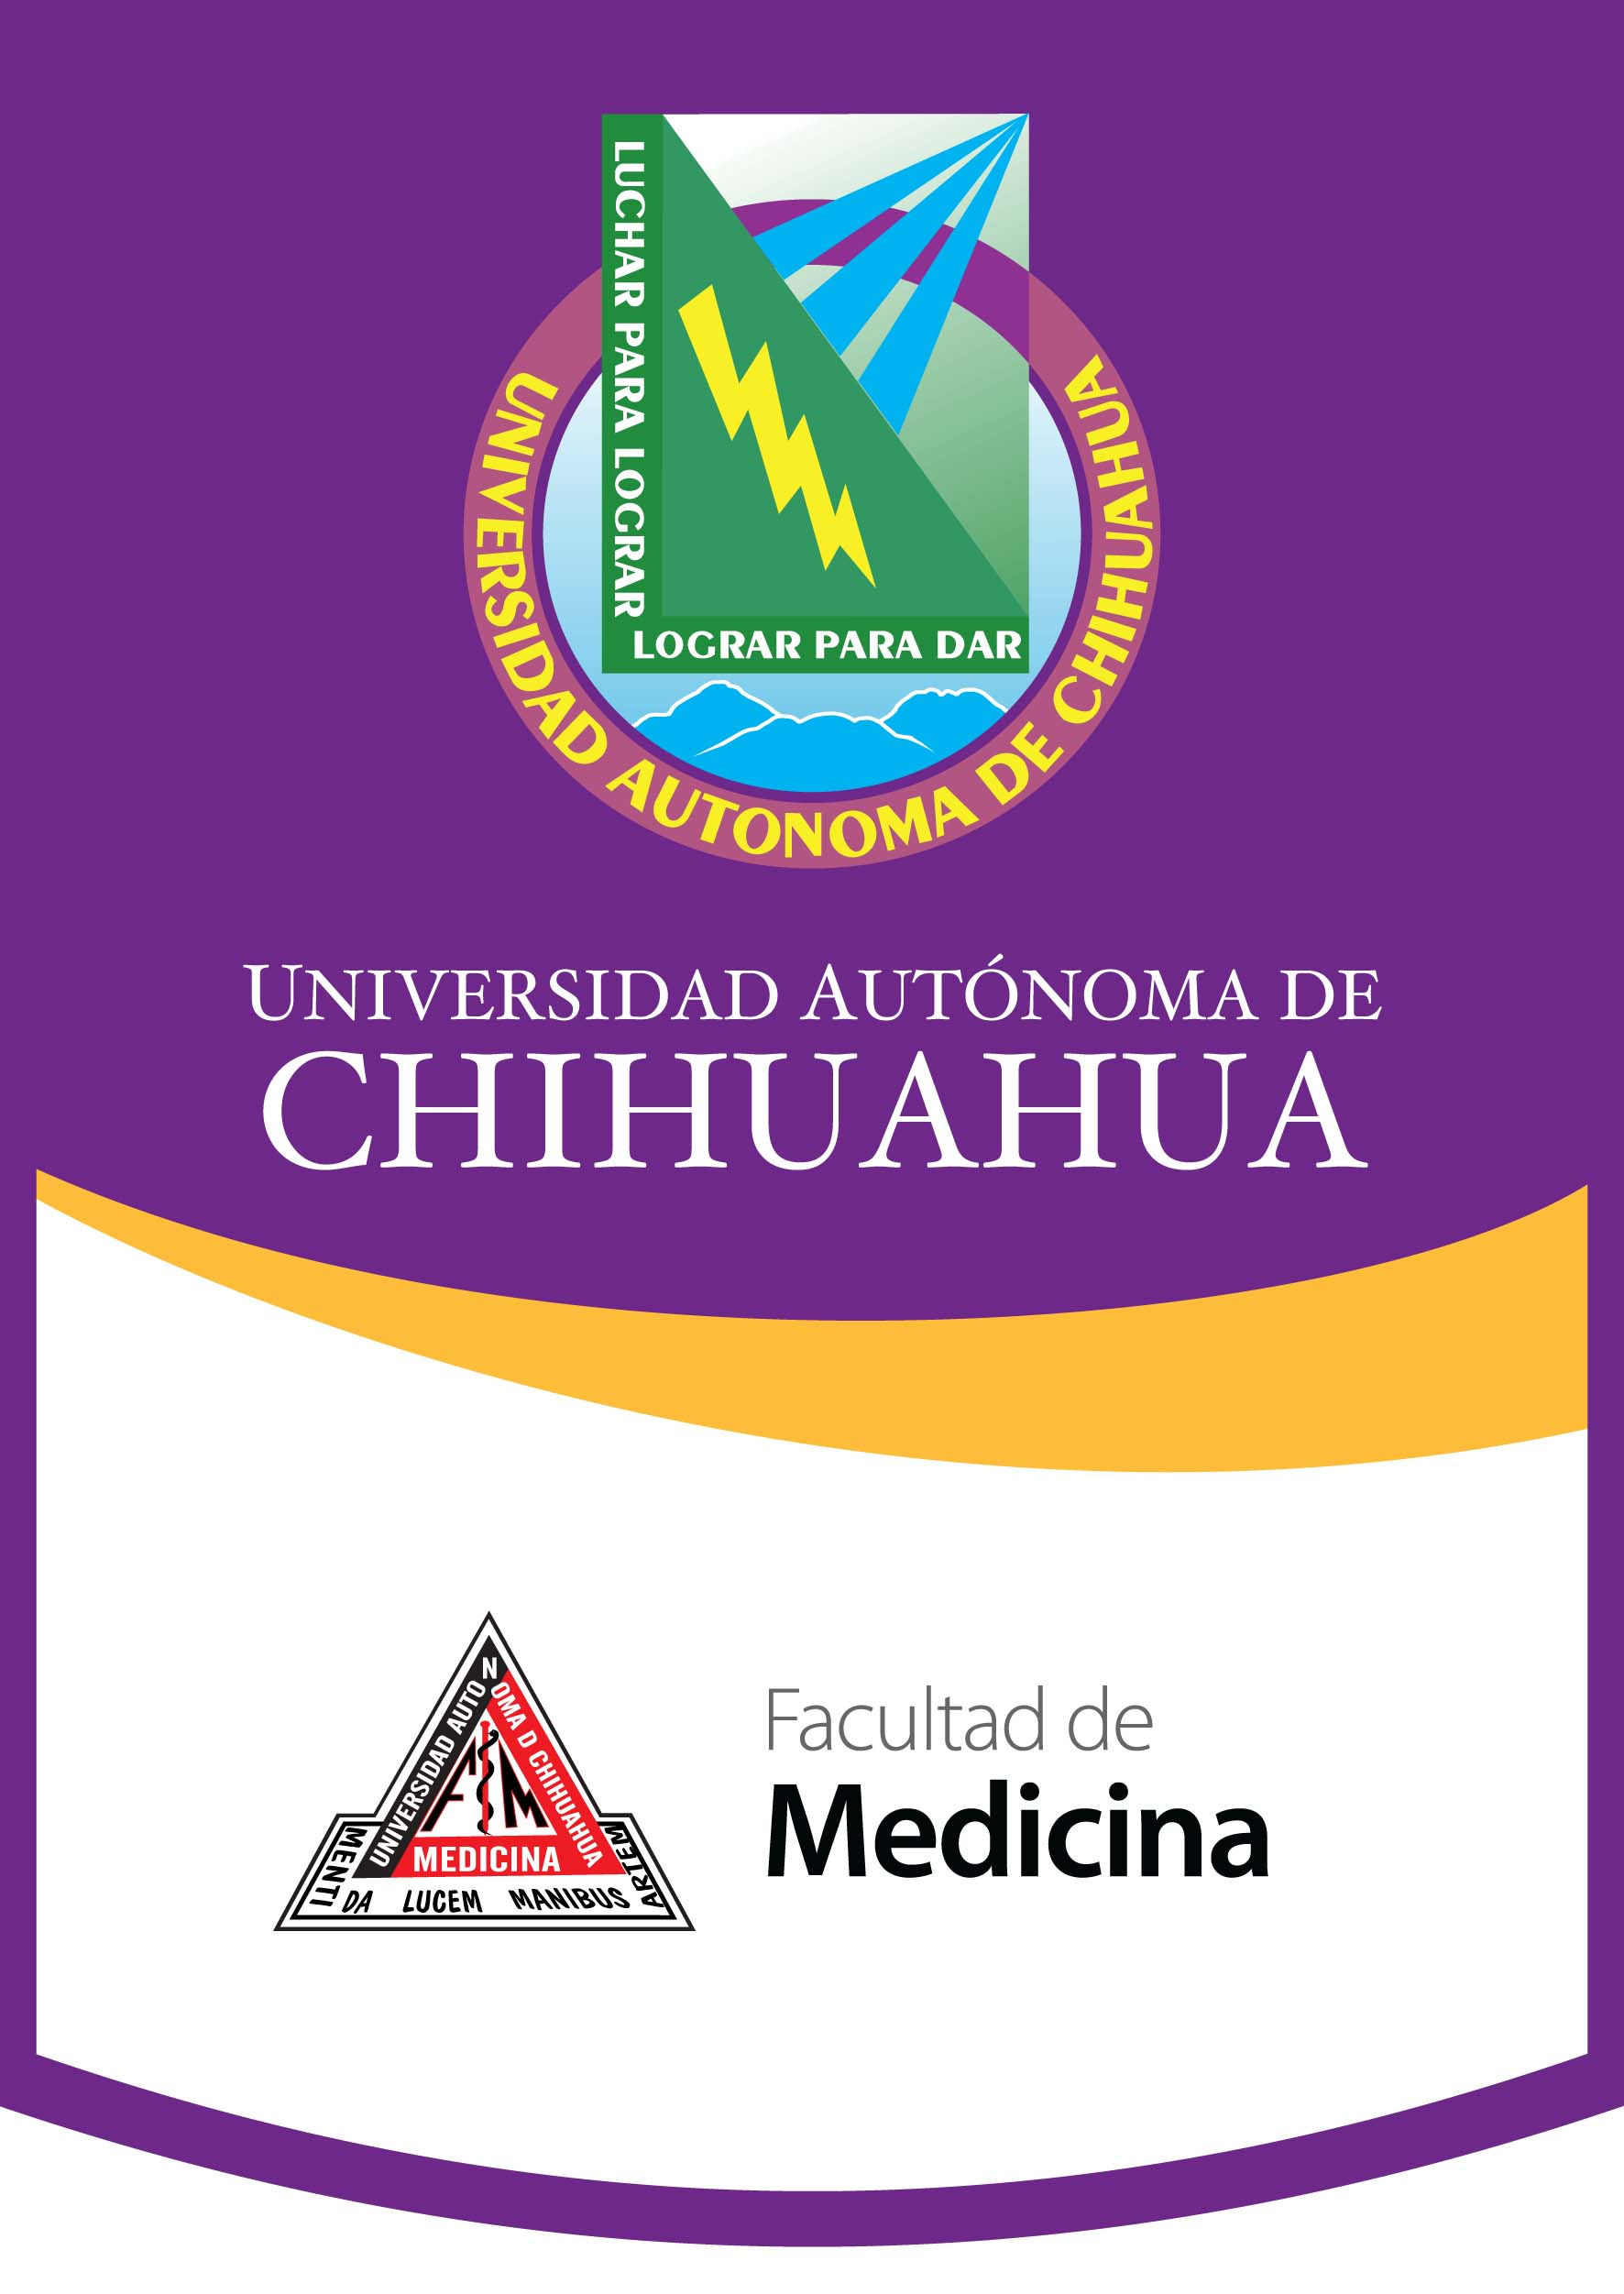 LUCHAR PARA LOGRAR
LOGRAR PARA DAR
UNIVERSIDAD AUTONOMA DE CHIHUAHUA
UNIVERSIDAD AUTÓNOMA DE
CHIHUAHUA
UNIVERSIDAD AUTONOMA D CHIHUAHUA
FM
MEDICINA
MENTI DA LUCEM MANIBUS ARTEM
Facultad de
Medicina